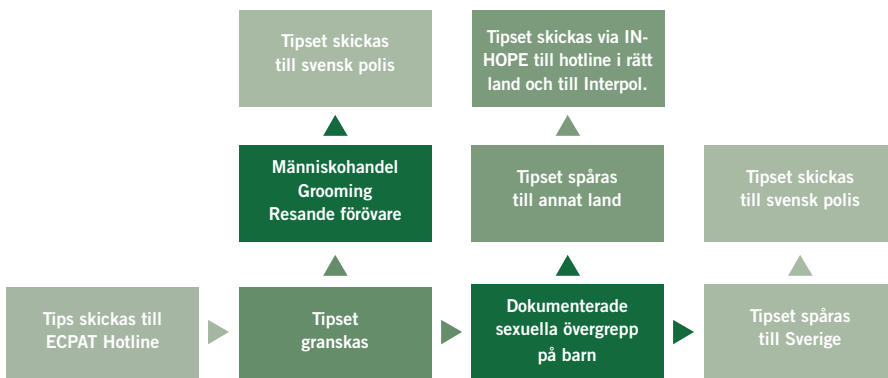 Tipset skickas
till svensk polis
Tipset skickas via IN-
HOPE till hotline i rätt
land och till Interpol.
Människohandel
Grooming
Resande förövare
Tipset spåras
till annat land
Tipset skickas
till svensk polis
Tips skickas till
ECPAT Hotline
Tipset
granskas
Dokumenterade
sexuella övergrepp
på barn
Tipset spåras
till Sverige